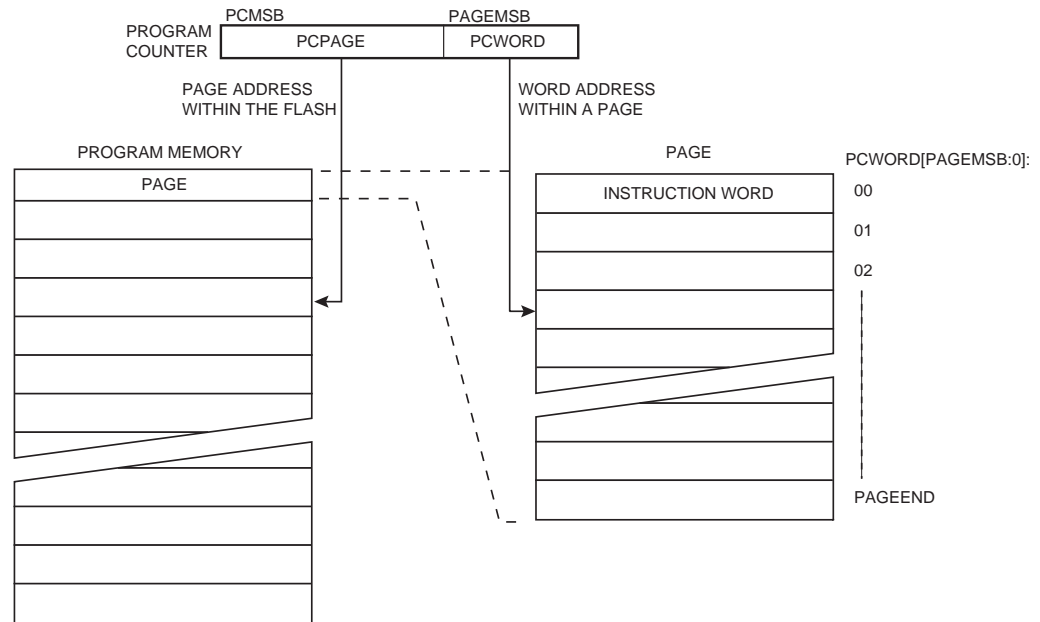 PCMSB
PAGEMSB
PROGRAM
COUNTER
PCPAGE
PCWORD
PAGE ADDRESS
WITHIN THE FLASH
WORD ADDRESS
WITHIN A PAGE
PROGRAM MEMORY
PAGE
PAGE
PCWORD[PAGEMSB:0]:
INSTRUCTION WORD
00
01
02
PAGEEND